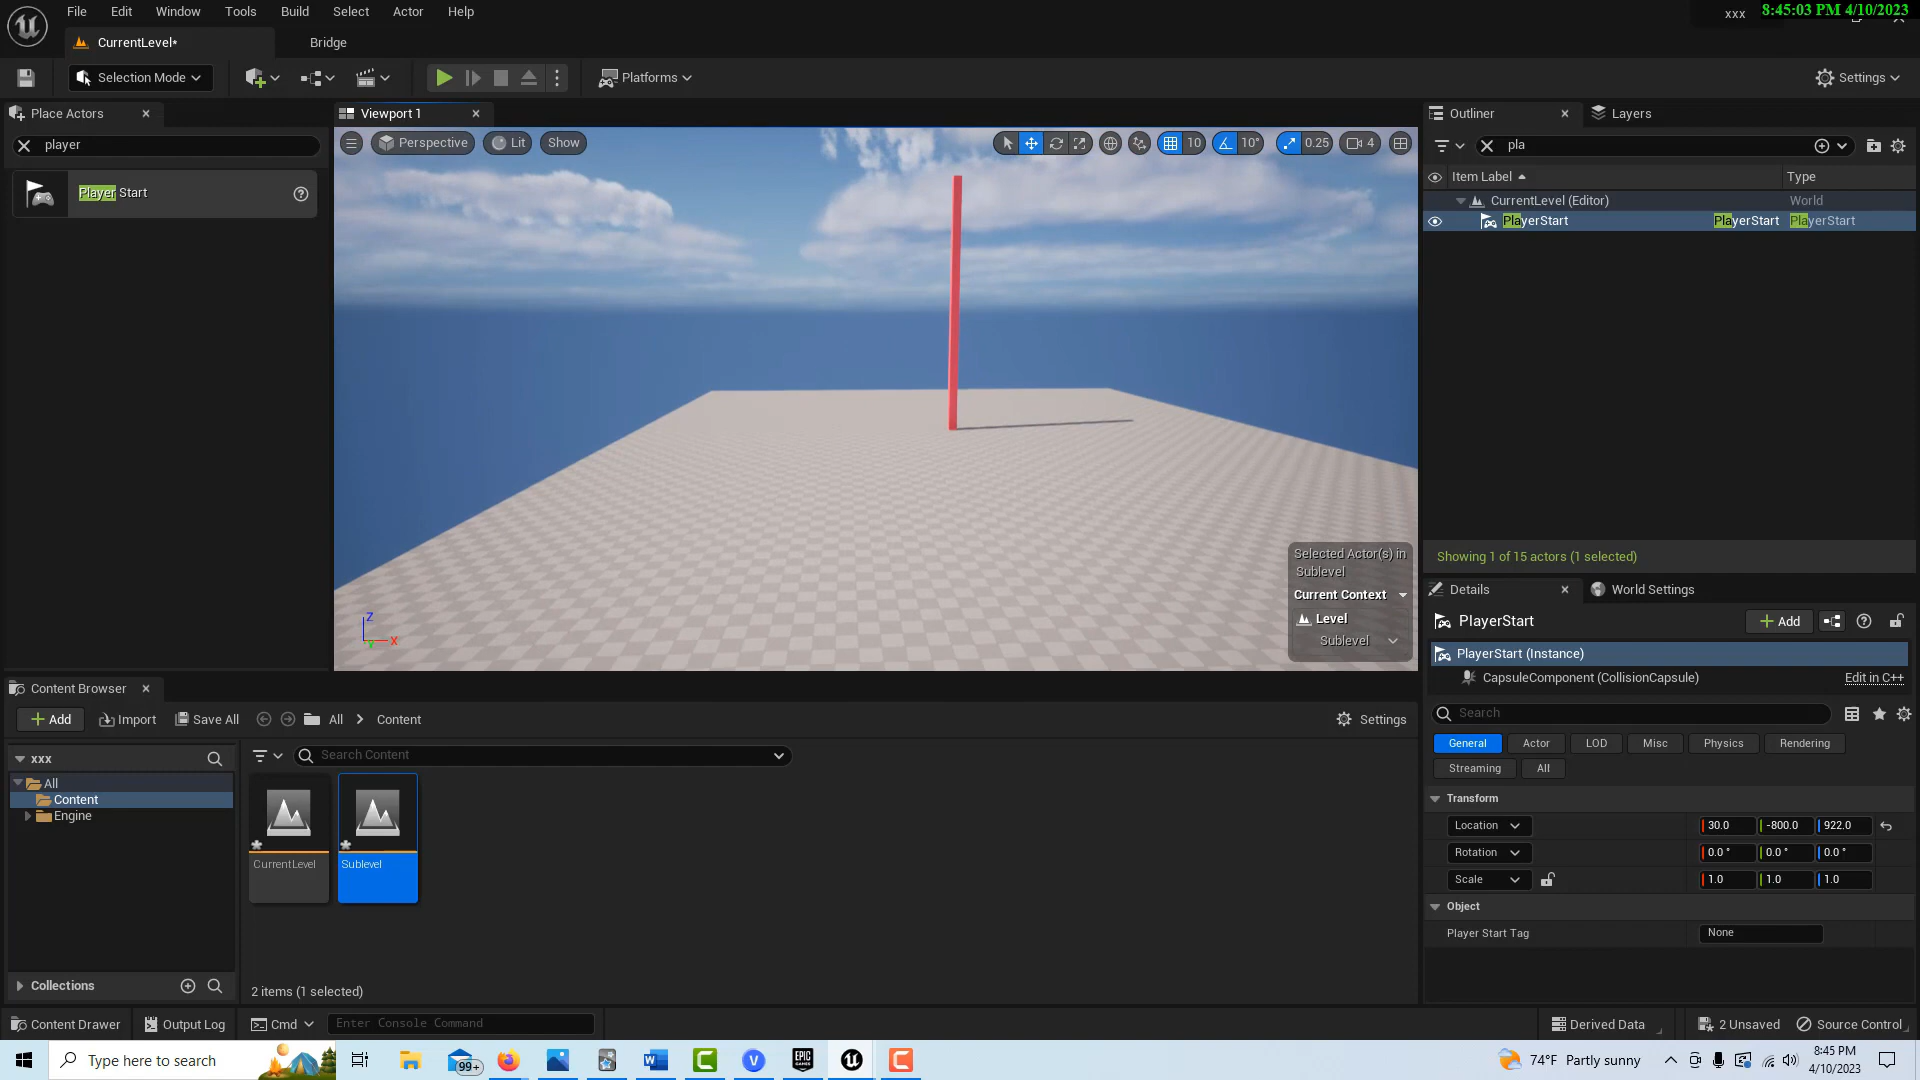 File Edit Window Tools Build Select Actor Help
xxx
8:45:03 PM 4/10/2023
CurrentLevel*
Bridge
Selection Mode
Platforms
Settings
Place Actors
player
Player Start
Viewport 1
Perspective
Lit
Show
10
10°
0.25
4
Selected Actor(s) in
Sublevel
Current Context
Level
Sublevel
Z
X
Outliner
Layers
pla
Item Label
Type
CurrentLevel (Editor)
World
PlayerStart
PlayerStart
PlayerStart
Showing 1 of 15 actors (1 selected)
Details
World Settings
PlayerStart
Add
PlayerStart (Instance)
CapsuleComponent (CollisionCapsule)
Edit in C++
Search
General
Actor
LOD
Misc
Physics
Rendering
Streaming
All
Transform
Location
30.0
-800.0
922.0
Rotation
0.0 °
0.0 °
0.0 °
Scale
1.0
1.0
1.0
Object
Player Start Tag
None
Content Browser
Add
Import
Save All
All
Content
Settings
xxx
All
Content
Engine
Collections
Search Content
CurrentLevel
Sublevel
2 items (1 selected)
Content Drawer
Output Log
Cmd
Enter Console Command
Derived Data
2 Unsaved
Source Control
Type here to search
99+
EPIC
GAMES
74°F Partly sunny
8:45 PM
4/10/2023